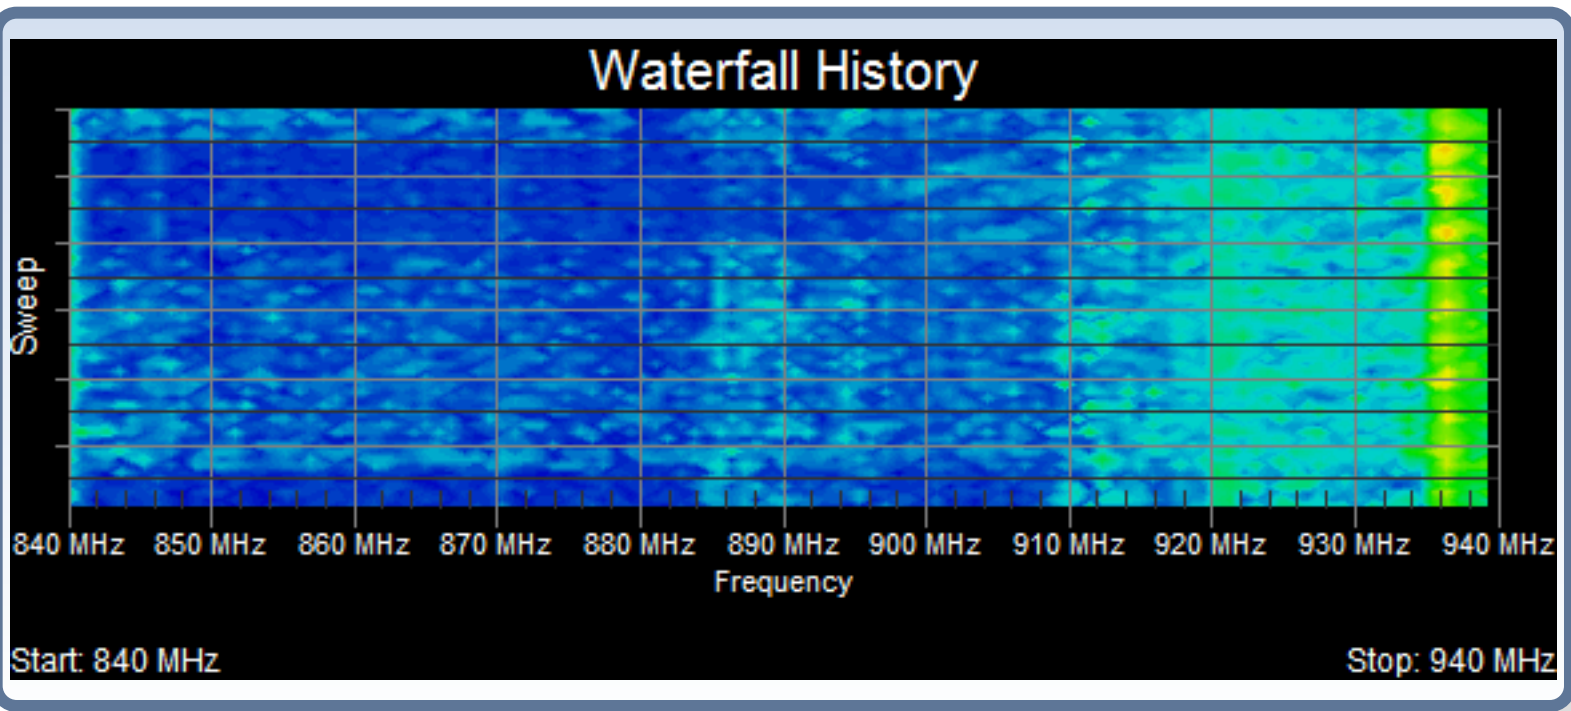 Waterfall History
Sweep
840 MHz 850 MHz 860 MHz 870 MHz 880 MHz 890 MHz 900 MHz 910 MHz 920 MHz 930 MHz 940 MHz
Frequency
Start: 840 MHz Stop: 940 MHz